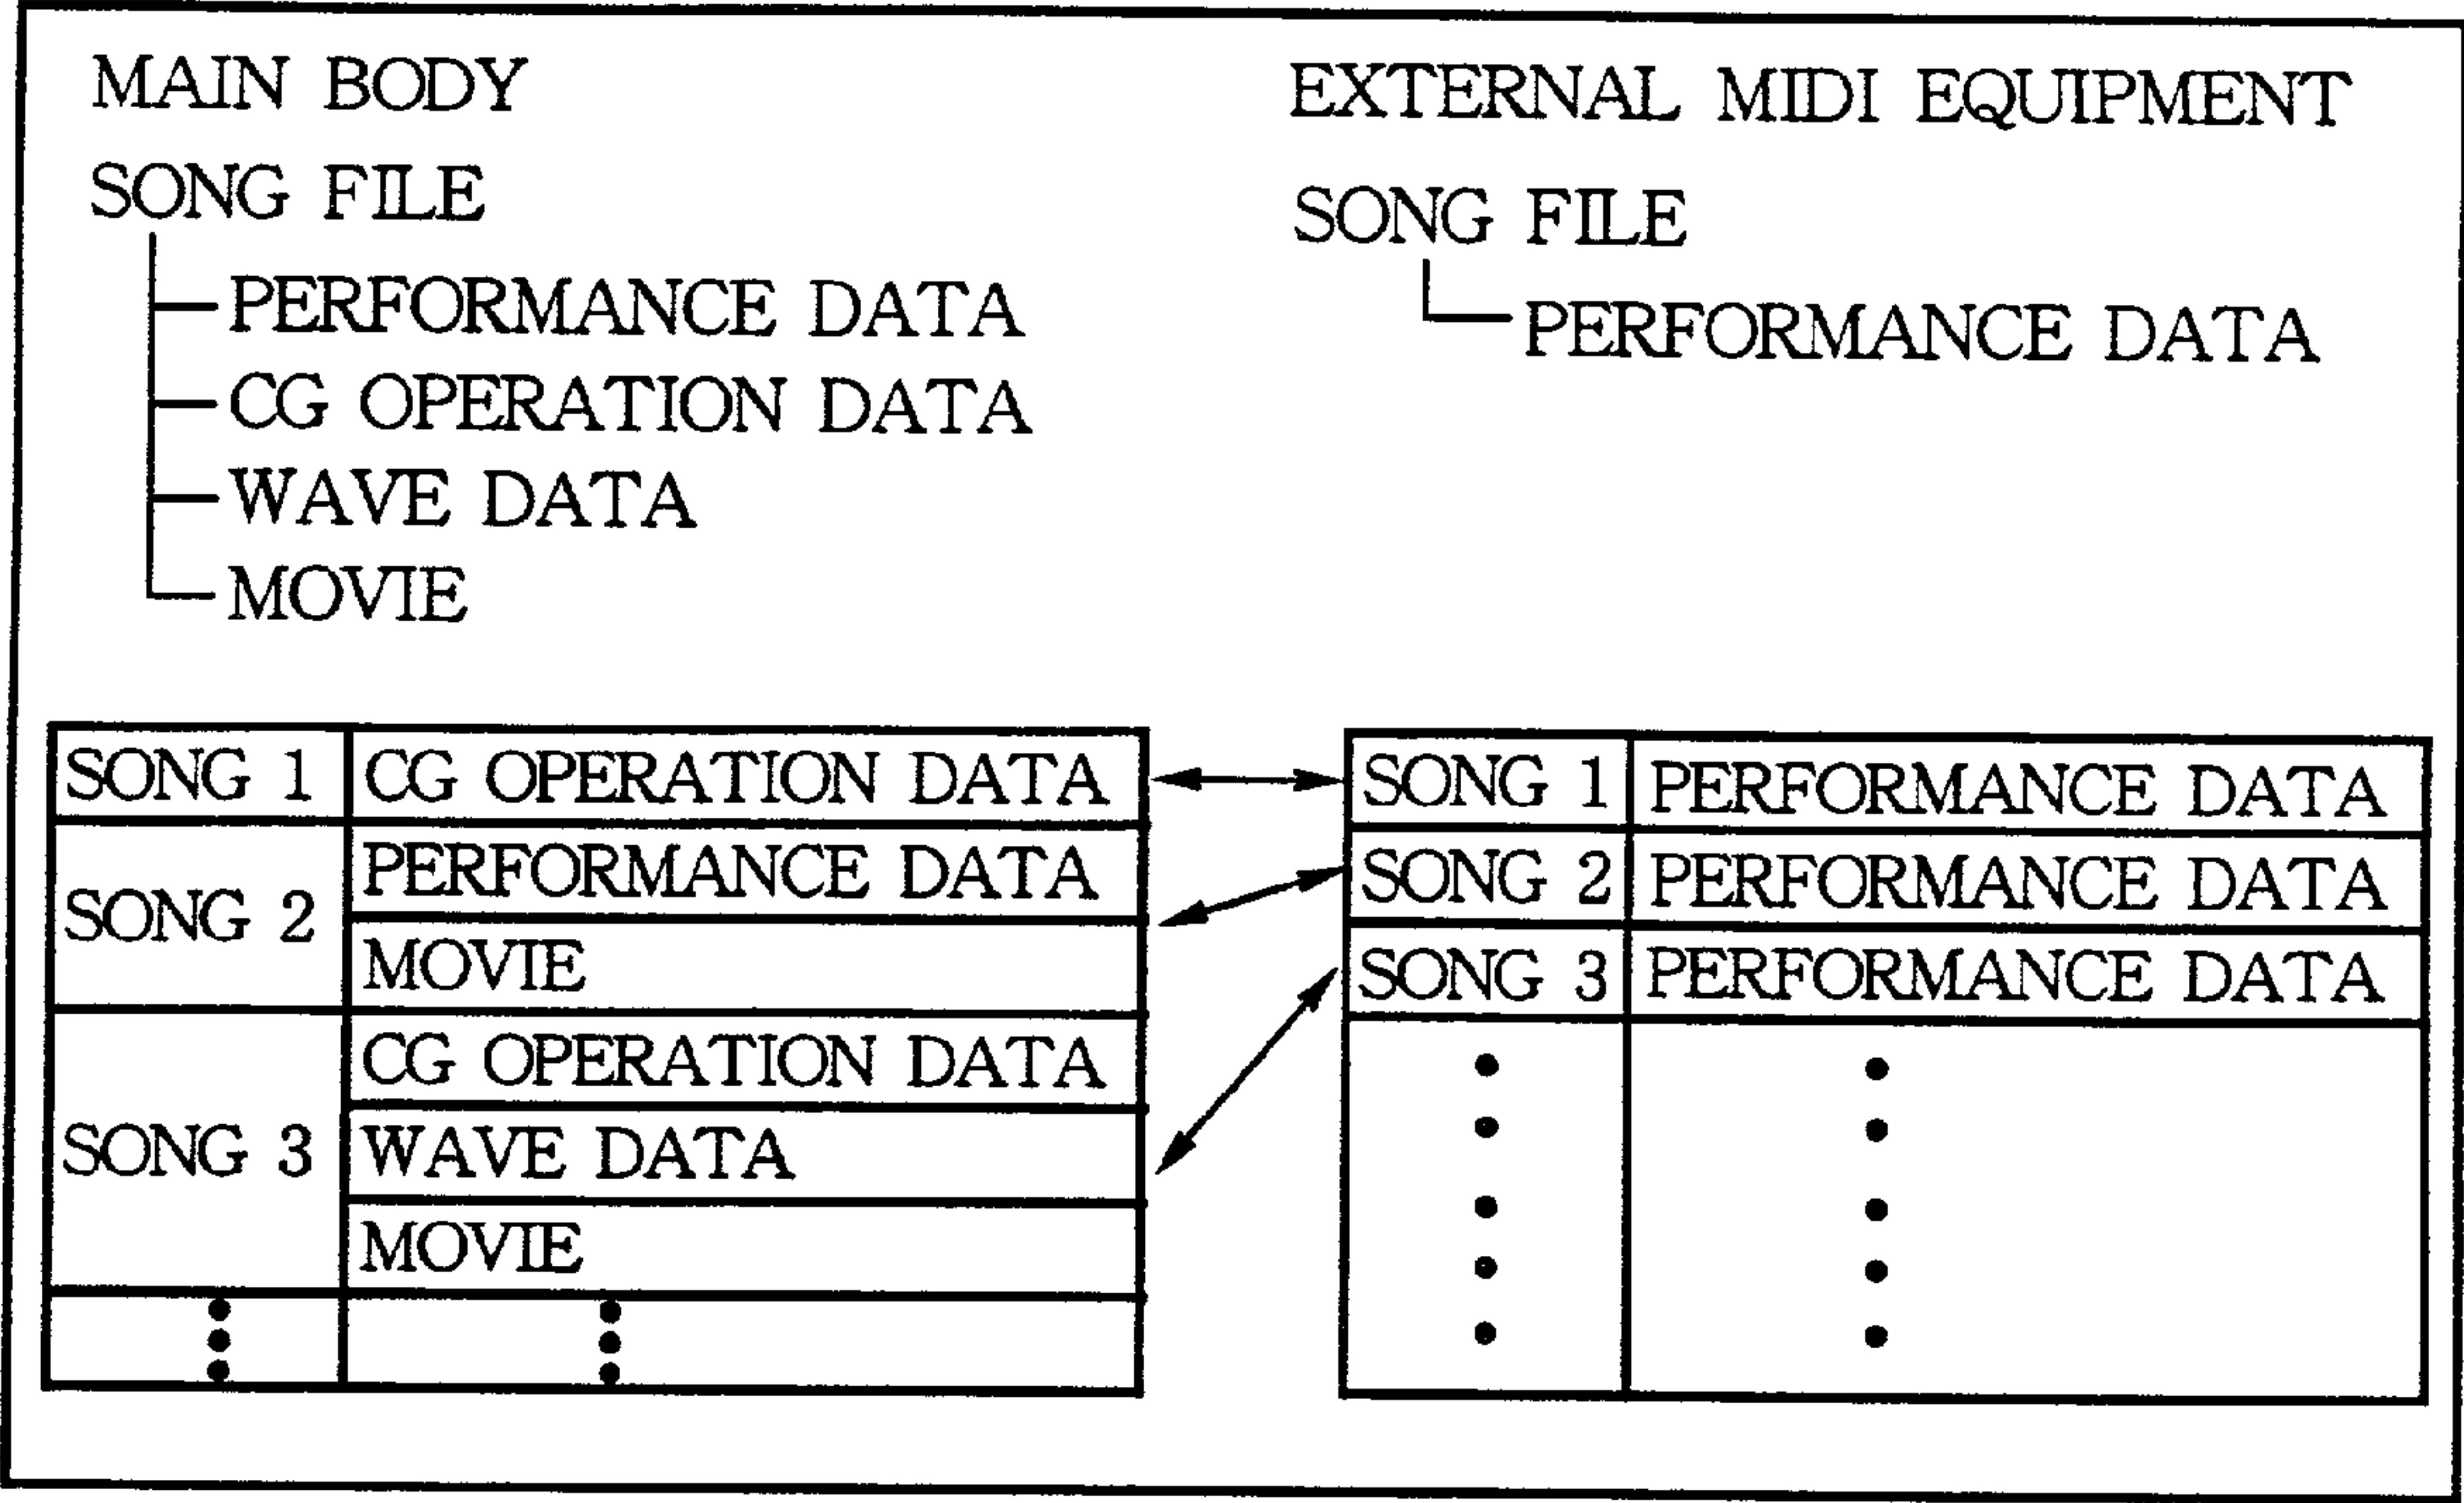 MAIN BODY
SONG FILE
PERFORMANCE DATA
CG OPERATION DATA
WAVE DATA
MOVIE
EXTERNAL MIDI EQUIPMENT
SONG FILE
PERFORMANCE DATA
SONG 1 CG OPERATION DATA
SONG 2 PERFORMANCE DATA
MOVIE
SONG 3 CG OPERATION DATA
WAVE DATA
MOVIE
SONG 1 PERFORMANCE DATA
SONG 2 PERFORMANCE DATA
SONG 3 PERFORMANCE DATA